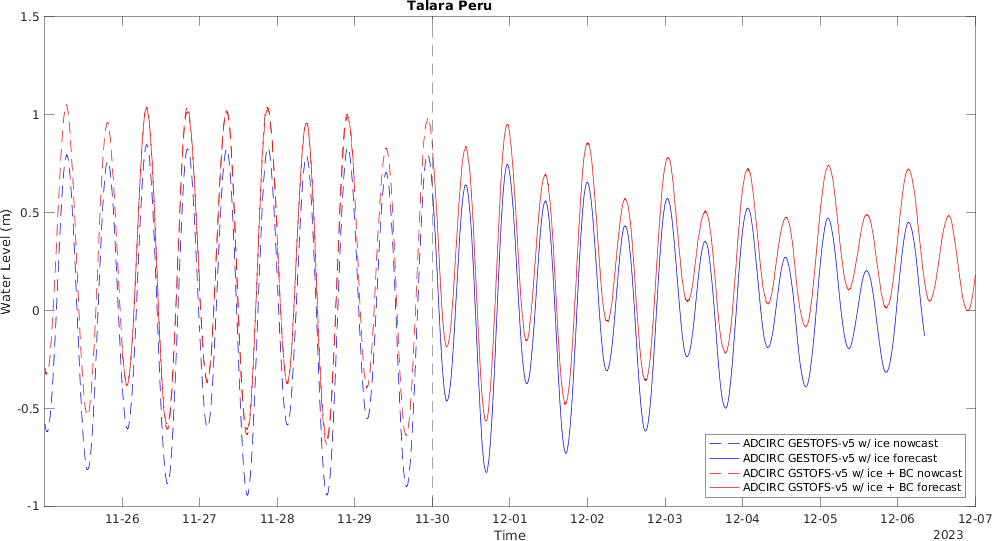 Talara Peru
1.5
1
0.5
0
-0.5
-1
Water Level (m)
11-26 11-27 11-28 11-29 11-30 12-01 12-02 12-03 12-04 12-05 12-06 12-07
Time
2023
ADCIRC GESTOFS-v5 w/ ice nowcast
ADCIRC GESTOFS-v5 w/ ice forecast
ADCIRC GSTOFS-v5 w/ ice + BC nowcast
ADCIRC GSTOFS-v5 w/ ice + BC forecast